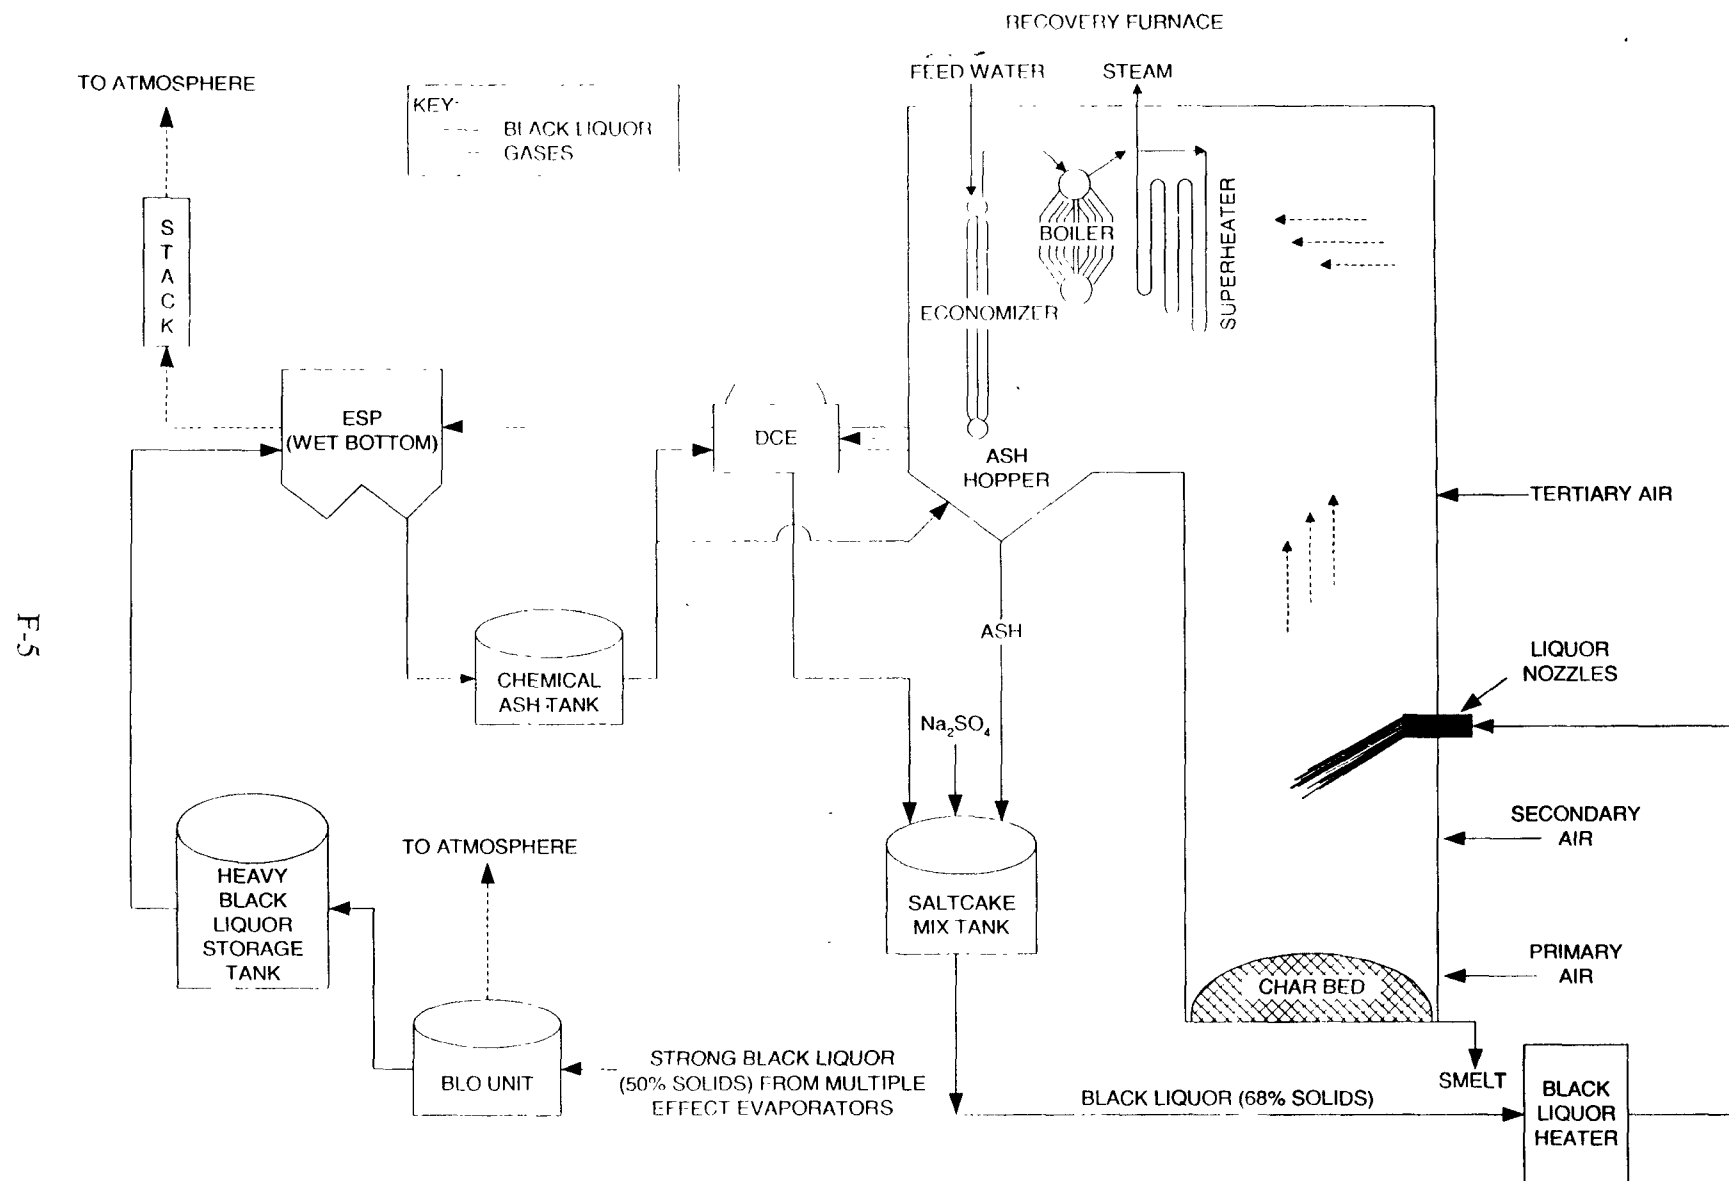 RECOVERY FURNACE
TO ATMOSPHERE
FEED WATER
STEAM
KEY:
BLACK LIQUOR
GASES
STACK
BOILER
SUPERHEATER
ECONOMIZER
ESP
(WET BOTTOM)
DCE
ASH
HOPPER
TERTIARY AIR
F-5
ASH
CHEMICAL
ASH TANK
LIQUOR
NOZZLES
Na₂SO₄
SECONDARY
AIR
TO ATMOSPHERE
HEAVY
BLACK
LIQUOR
STORAGE
TANK
SALTCAKE
MIX TANK
PRIMARY
AIR
CHAR BED
STRONG BLACK LIQUOR
(50% SOLIDS) FROM MULTIPLE
EFFECT EVAPORATORS
BLO UNIT
SMELT
BLACK LIQUOR (68% SOLIDS)
BLACK
LIQUOR
HEATER